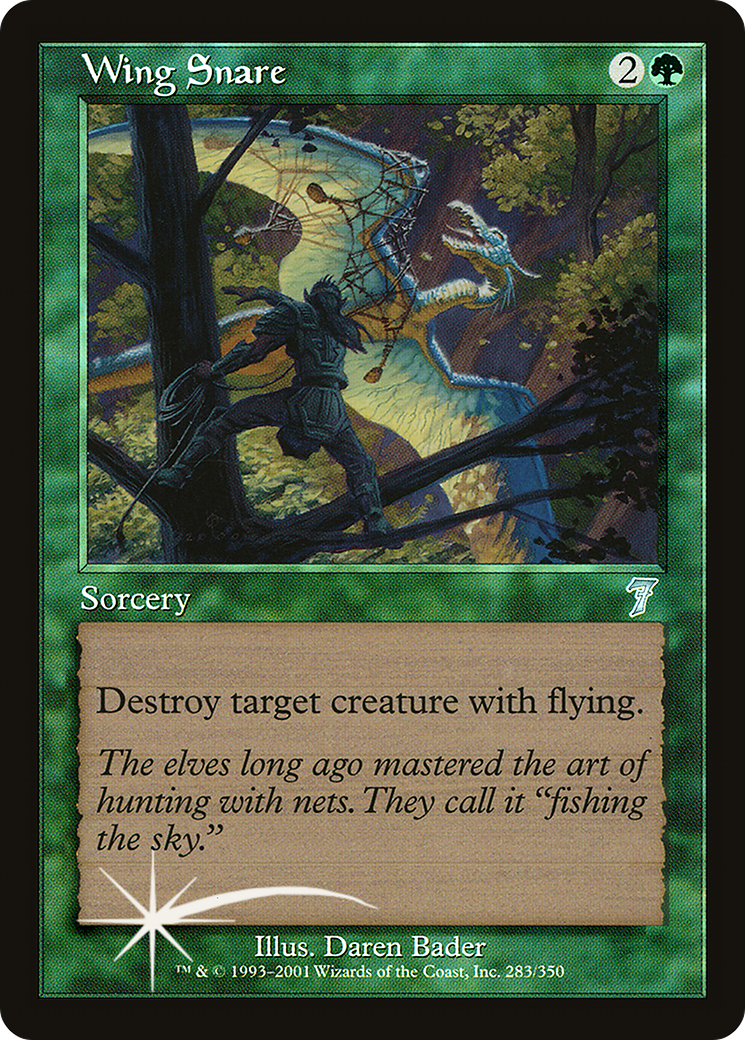 Wing Snare 2
Sorcery 7
Destroy target creature with flying.
The elves long ago mastered the art of
hunting with nets. They call it “fishing
the sky.”
Illus. Daren Bader
™ & © 1993–2001 Wizards of the Coast, Inc. 283/350